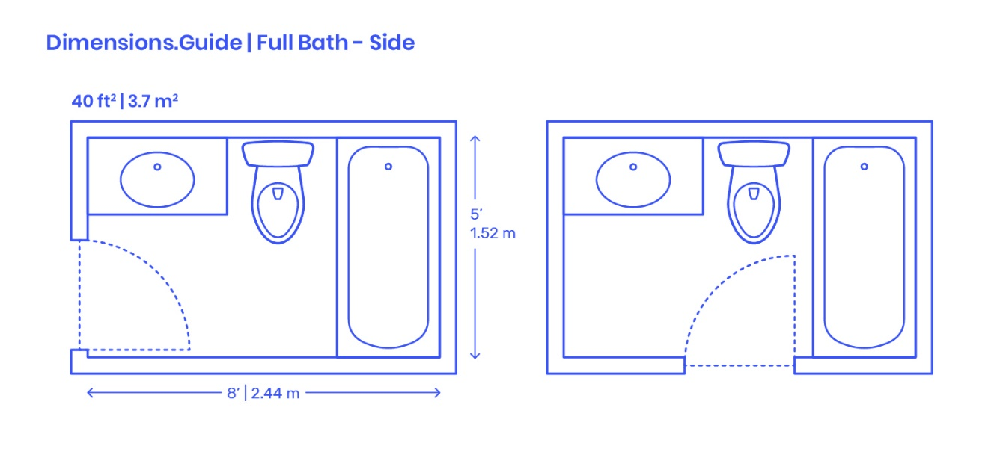 Dimensions.Guide | Full Bath - Side
40 ft² | 3.7 m²
5′
1.52 m
8′ | 2.44 m